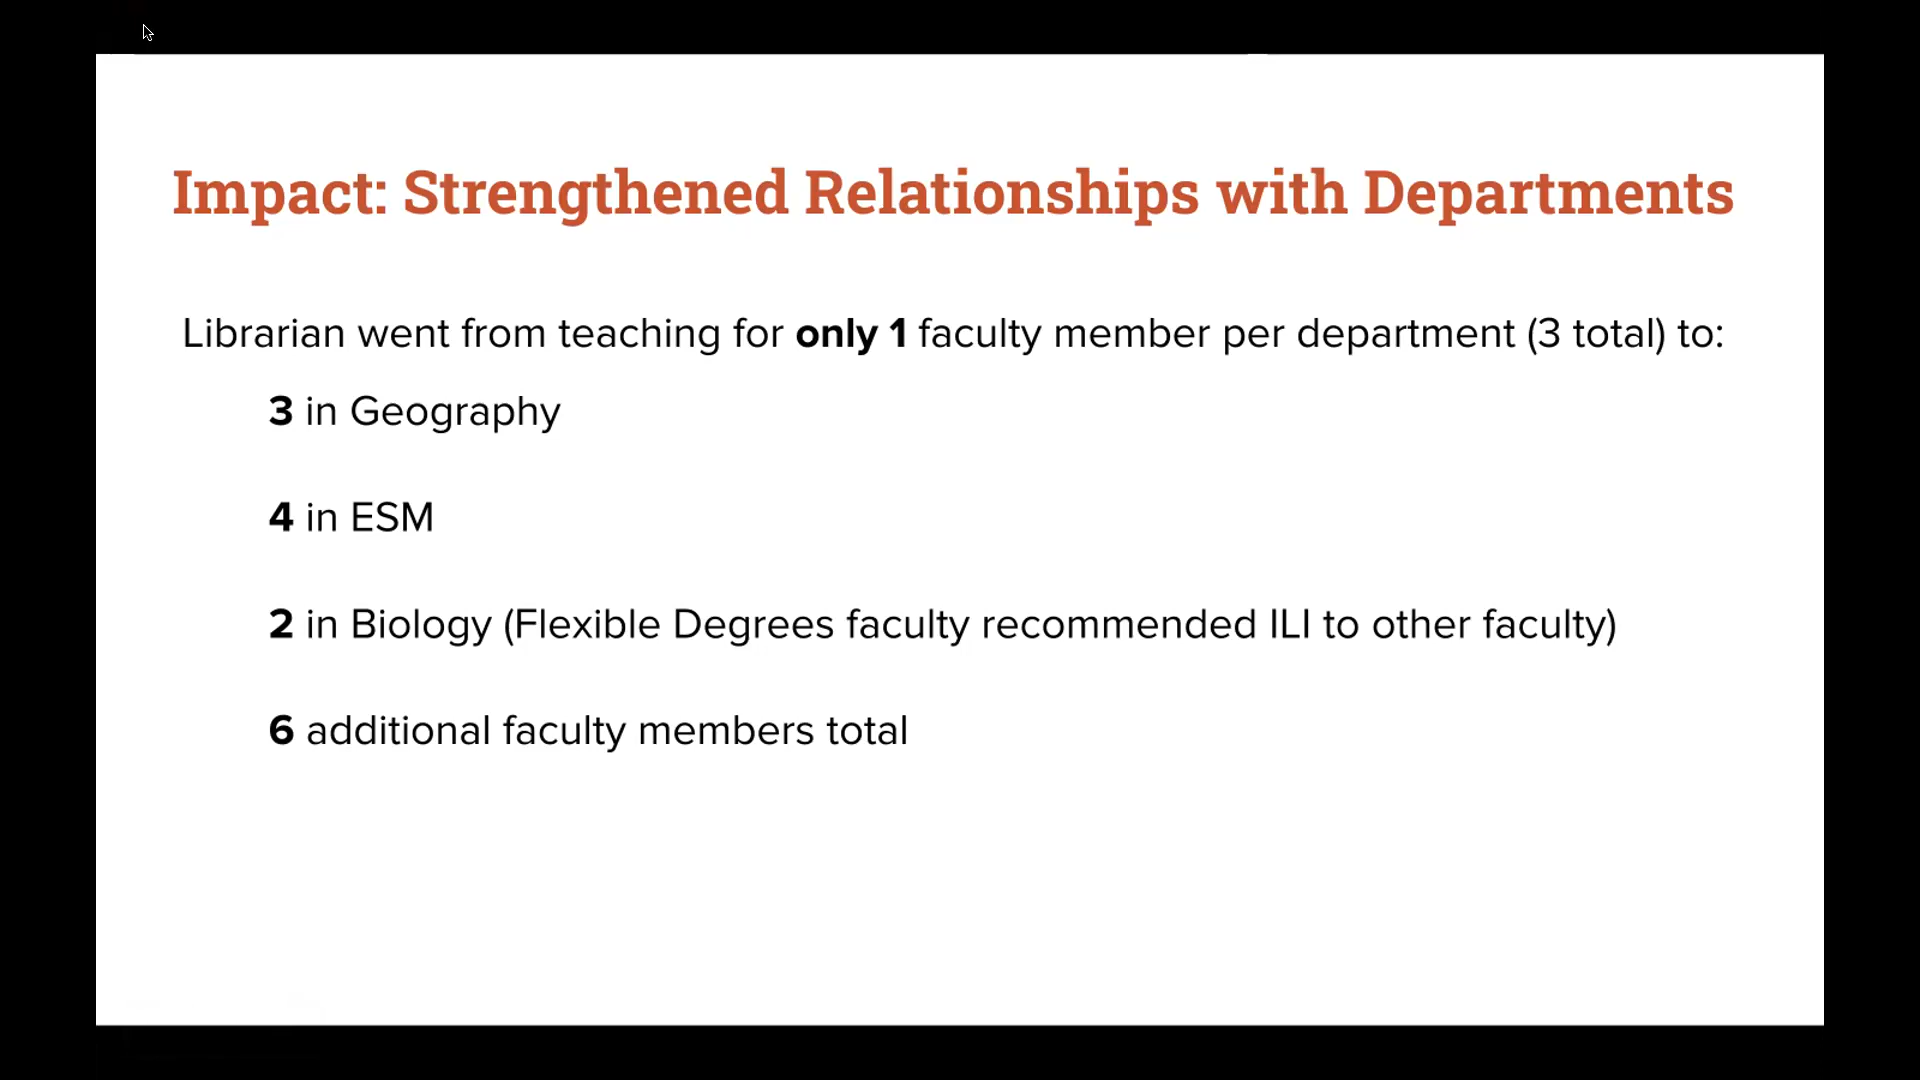 Impact: Strengthened Relationships with Departments
Librarian went from teaching for only 1 faculty member per department (3 total) to:
3 in Geography
4 in ESM
2 in Biology (Flexible Degrees faculty recommended ILI to other faculty)
6 additional faculty members total